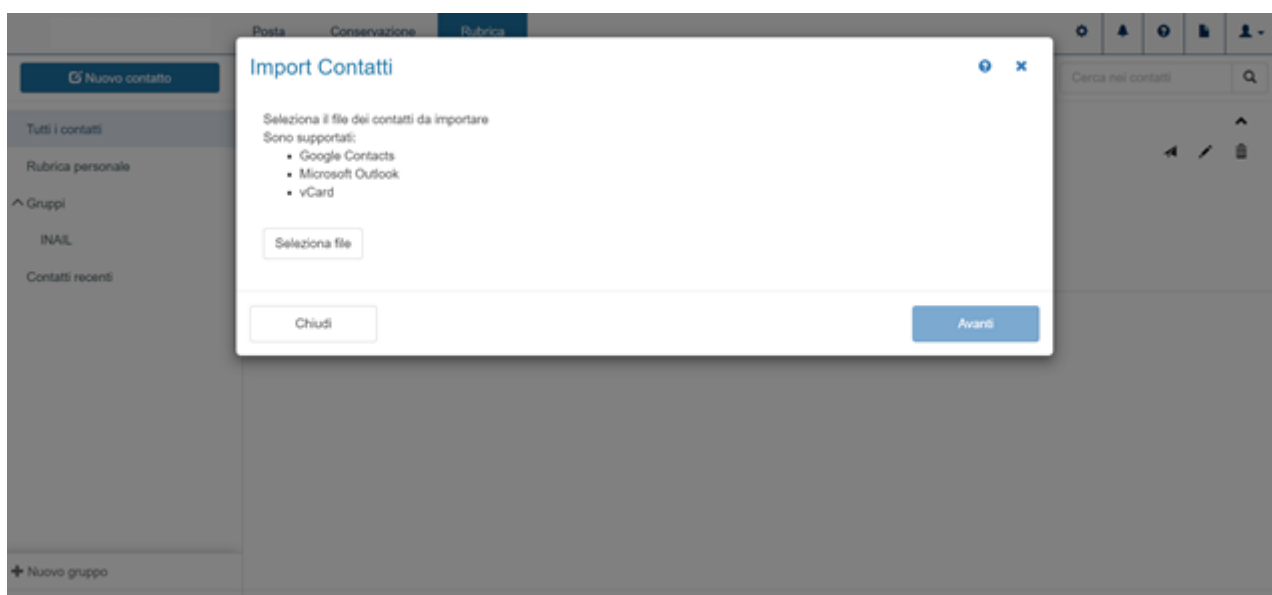 Posta Conservazione Rubrica
Nuovo contatto
Import Contatti
Cerca nei contatti
Tutti i contatti
Rubrica personale
Gruppi
INAIL
Contatti recenti
Seleziona il file dei contatti da importare
Sono supportati:
Google Contacts
Microsoft Outlook
vCard
Seleziona file
Chiudi
Avanti
Nuovo gruppo